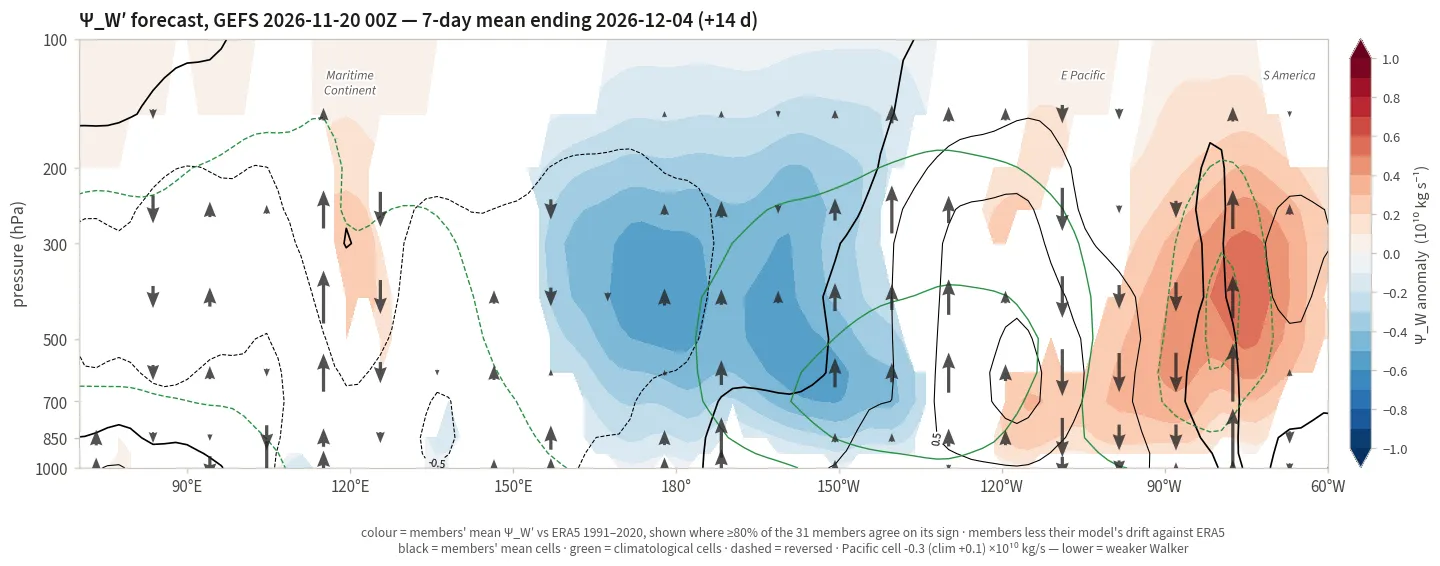 Ψ_W′ forecast, GEFS 2026-11-20 00Z — 7-day mean ending 2026-12-04 (+14 d)
100
200
300
400
500
700
850
1000
pressure (hPa)
Maritime
Continent
E Pacific
S America
0.5
-0.5
90°E
120°E
150°E
180°
150°W
120°W
90°W
60°W
1.0
0.8
0.6
0.4
0.2
0.0
−0.2
−0.4
−0.6
−0.8
−1.0
Ψ_W anomaly (10¹⁰ kg s⁻¹)
colour = members' mean Ψ_W′ vs ERA5 1991–2020, shown where ≥80% of the 31 members agree on its sign · members less their model's drift against ERA5
black = members' mean cells · green = climatological cells · dashed = reversed · Pacific cell -0.3 (clim +0.1) ×10¹⁰ kg/s — lower = weaker Walker